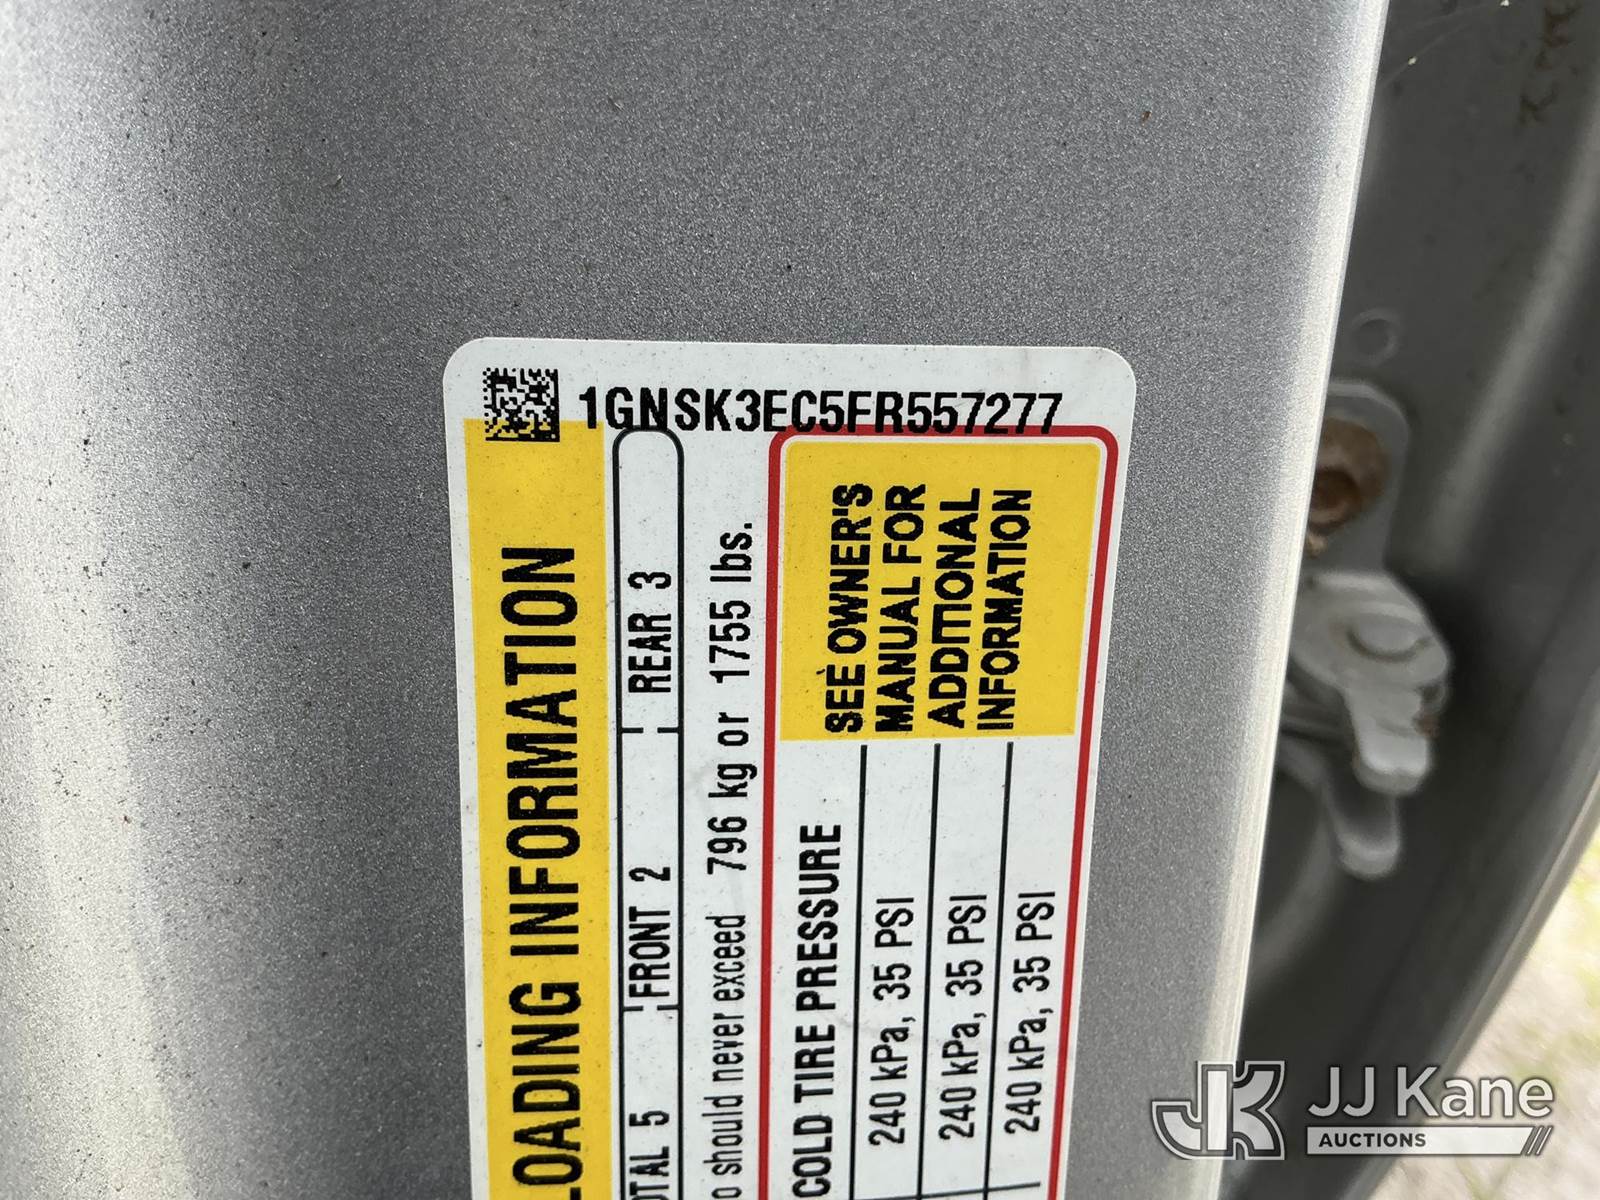 1GNSK3EC5FR557277
LOADING INFORMATION
TOTAL 5 FRONT 2 REAR 3
should never exceed 796 kg or 1755 lbs.
COLD TIRE PRESSURE
SEE OWNER'S
MANUAL FOR
ADDITIONAL
INFORMATION
240 kPa, 35 PSI
240 kPa, 35 PSI
240 kPa, 35 PSI
JK
JJ Kane
AUCTIONS